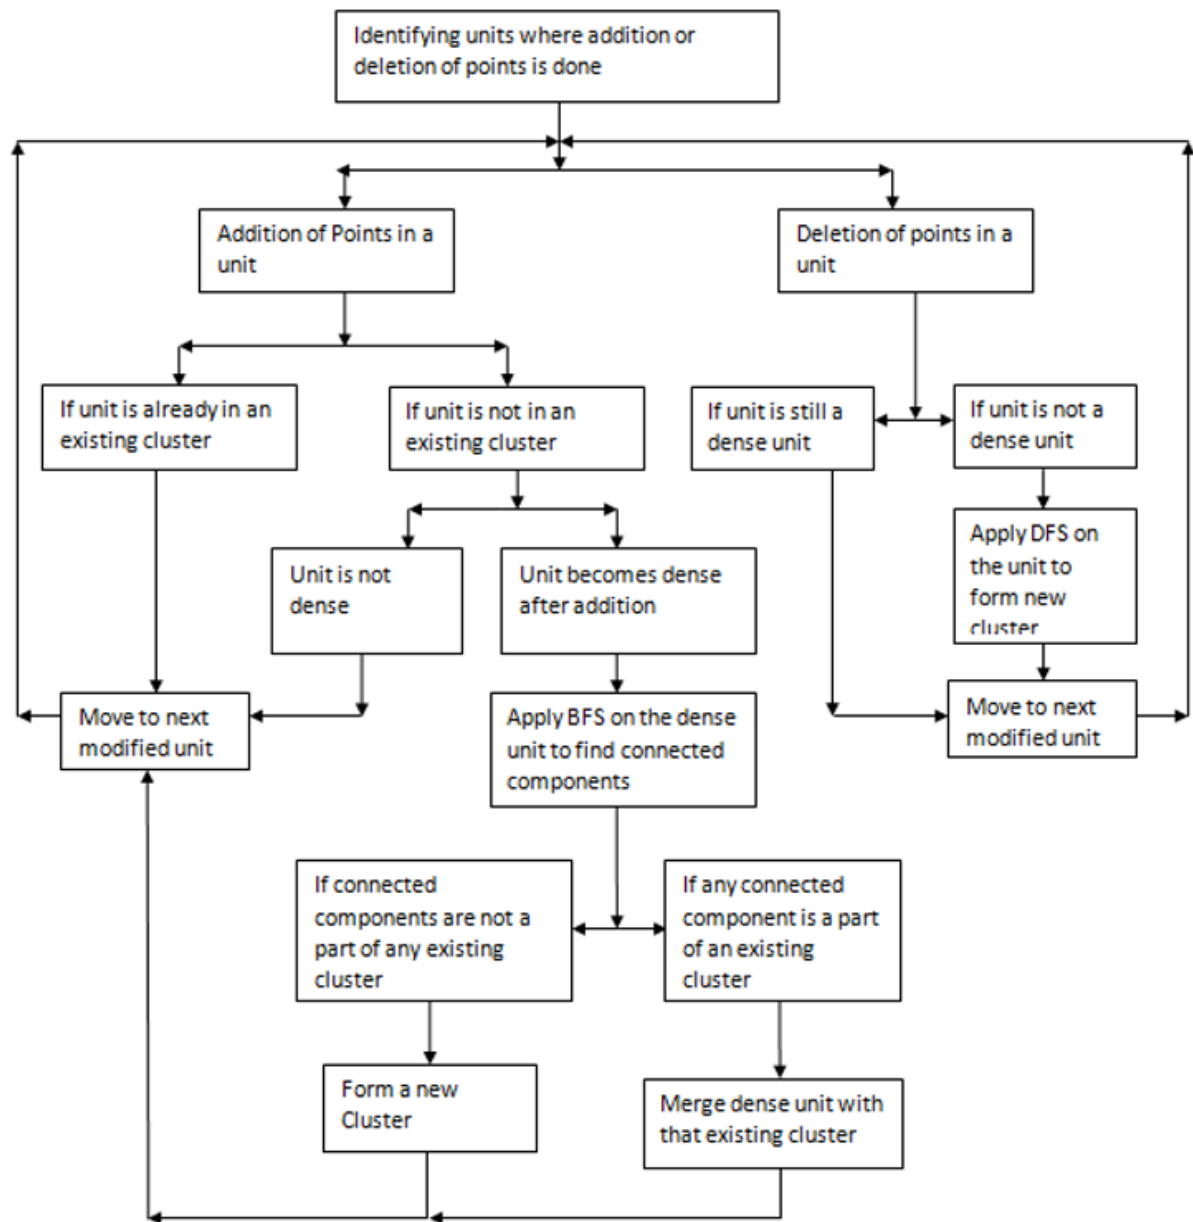 Identifying units where addition or
deletion of points is done
Addition of Points in a
unit
Deletion of points in a
unit
If unit is already in an
existing cluster
If unit is not in an
existing cluster
If unit is still a
dense unit
If unit is not a
dense unit
Unit is not
dense
Unit becomes dense
after addition
Apply DFS on
the unit to
form new
cluster
Move to next
modified unit
Apply BFS on the dense
unit to find connected
components
Move to next
modified unit
If connected
components are not a
part of any existing
cluster
If any connected
component is a part
of an existing
cluster
Form a new
Cluster
Merge dense unit with
that existing cluster